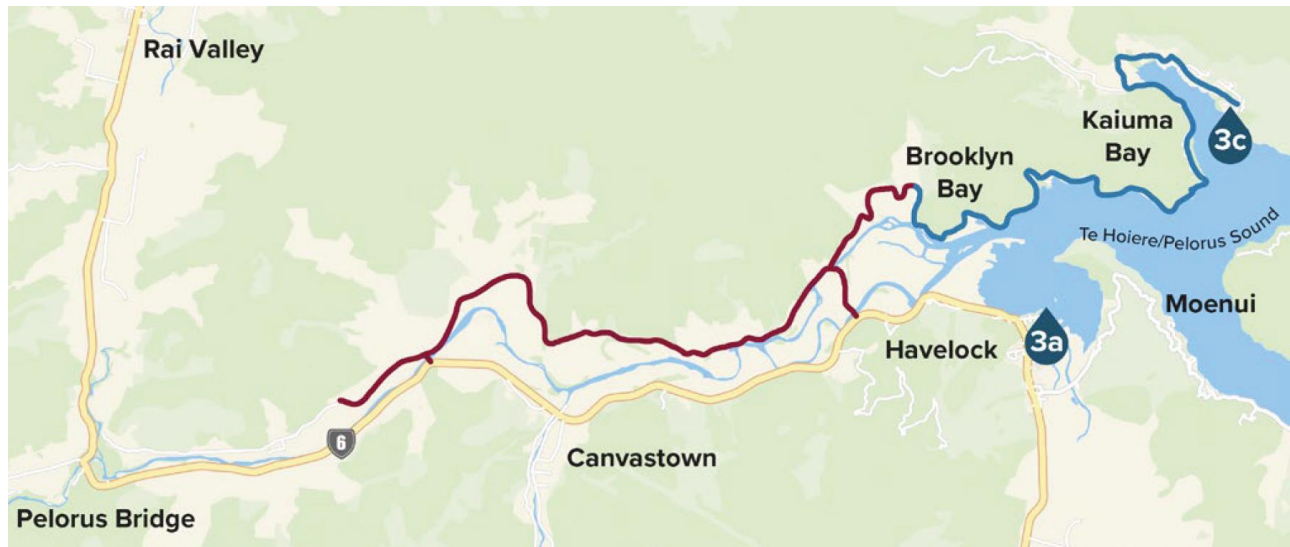 Rai Valley
Kaiuma
Bay
3c
Brooklyn
Bay
Te Hoiere/Pelorus Sound
Moenui
3a
Havelock
6
Canvastown
Pelorus Bridge